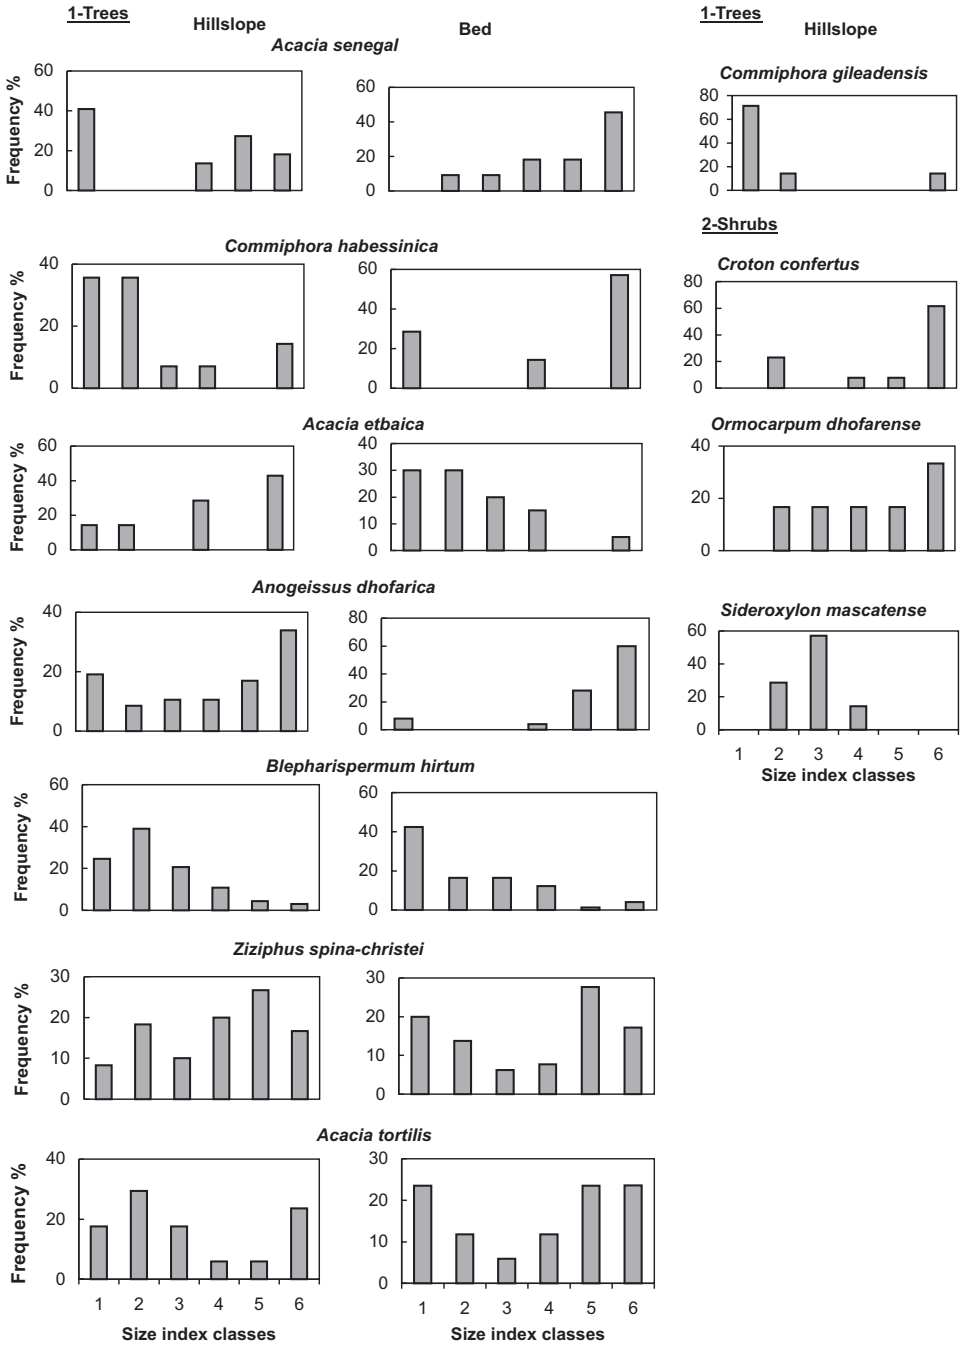 1-Trees
Hillslope
Bed
Acacia senegal
Frequency %
60
40
20
0
60
40
20
0
Commiphora habessinica
Frequency %
40
20
0
60
40
20
0
Acacia etbaica
Frequency %
60
40
20
0
40
30
20
10
0
Anogeissus dhofarica
Frequency %
40
20
0
80
60
40
20
0
Blepharispermum hirtum
Frequency %
60
40
20
0
60
40
20
0
Ziziphus spina-christei
Frequency %
30
20
10
0
30
20
10
0
Acacia tortilis
Frequency %
40
20
0
1 2 3 4 5 6
Size index classes
30
20
10
0
1 2 3 4 5 6
Size index classes
1-Trees
Hillslope
Commiphora gileadensis
80
60
40
20
0
2-Shrubs
Croton confertus
80
60
40
20
0
Ormocarpum dhofarense
40
20
0
Sideroxylon mascatense
60
40
20
0
1 2 3 4 5 6
Size index classes